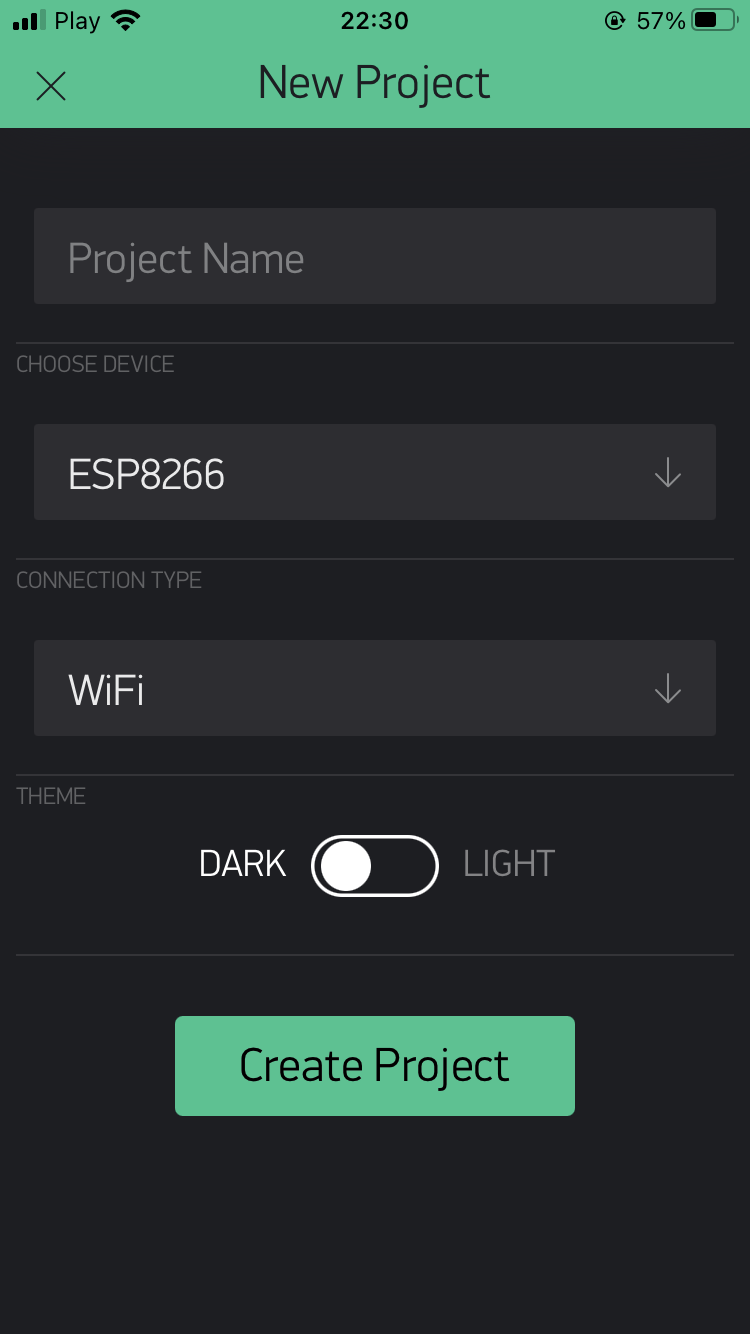 Play 22:30 57%
New Project
Project Name
CHOOSE DEVICE
ESP8266
CONNECTION TYPE
WiFi
THEME
DARK LIGHT
Create Project